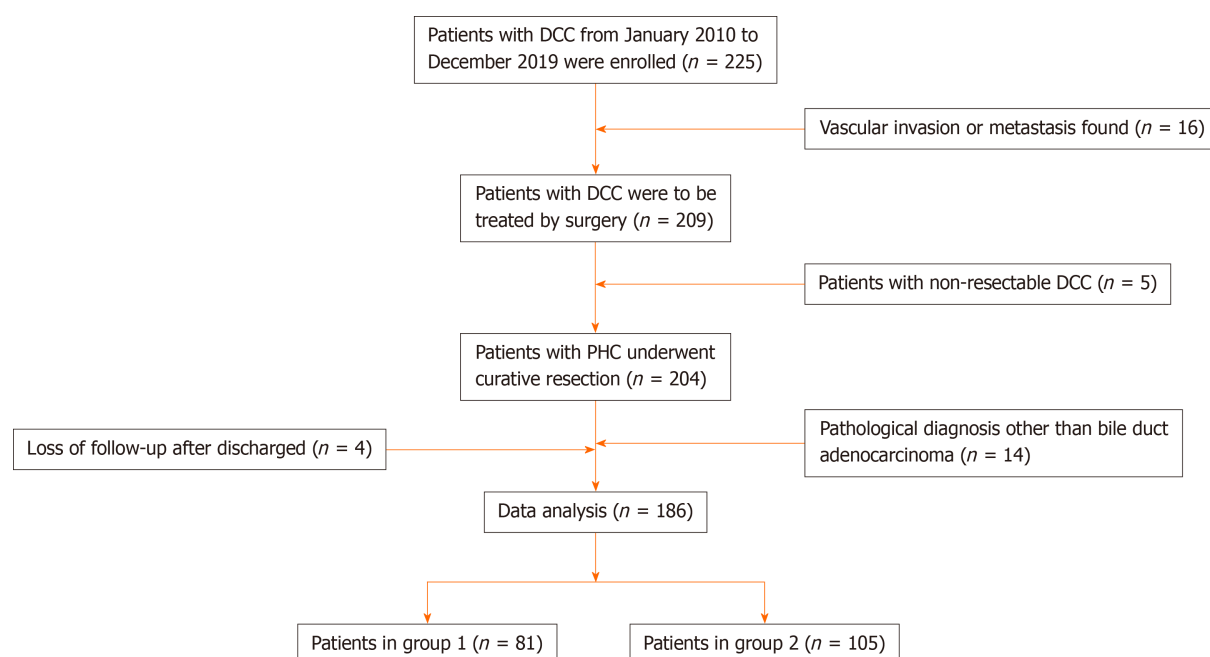 Patients with DCC from January 2010 to
December 2019 were enrolled (n = 225)
Vascular invasion or metastasis found (n = 16)
Patients with DCC were to be
treated by surgery (n = 209)
Patients with non-resectable DCC (n = 5)
Patients with PHC underwent
curative resection (n = 204)
Loss of follow-up after discharged (n = 4)
Pathological diagnosis other than bile duct
adenocarcinoma (n = 14)
Data analysis (n = 186)
Patients in group 1 (n = 81)
Patients in group 2 (n = 105)